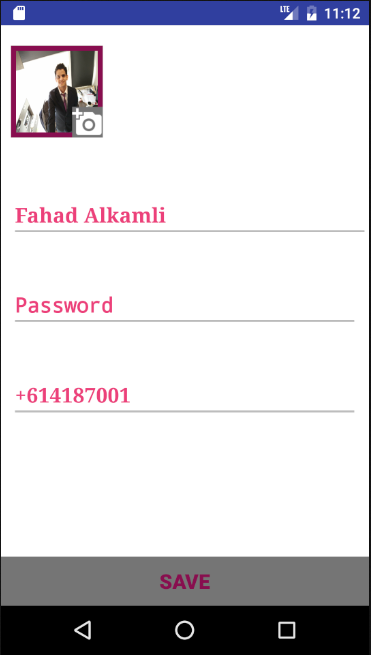 LTE 11:12
Fahad Alkamli
Password
+614187001
SAVE